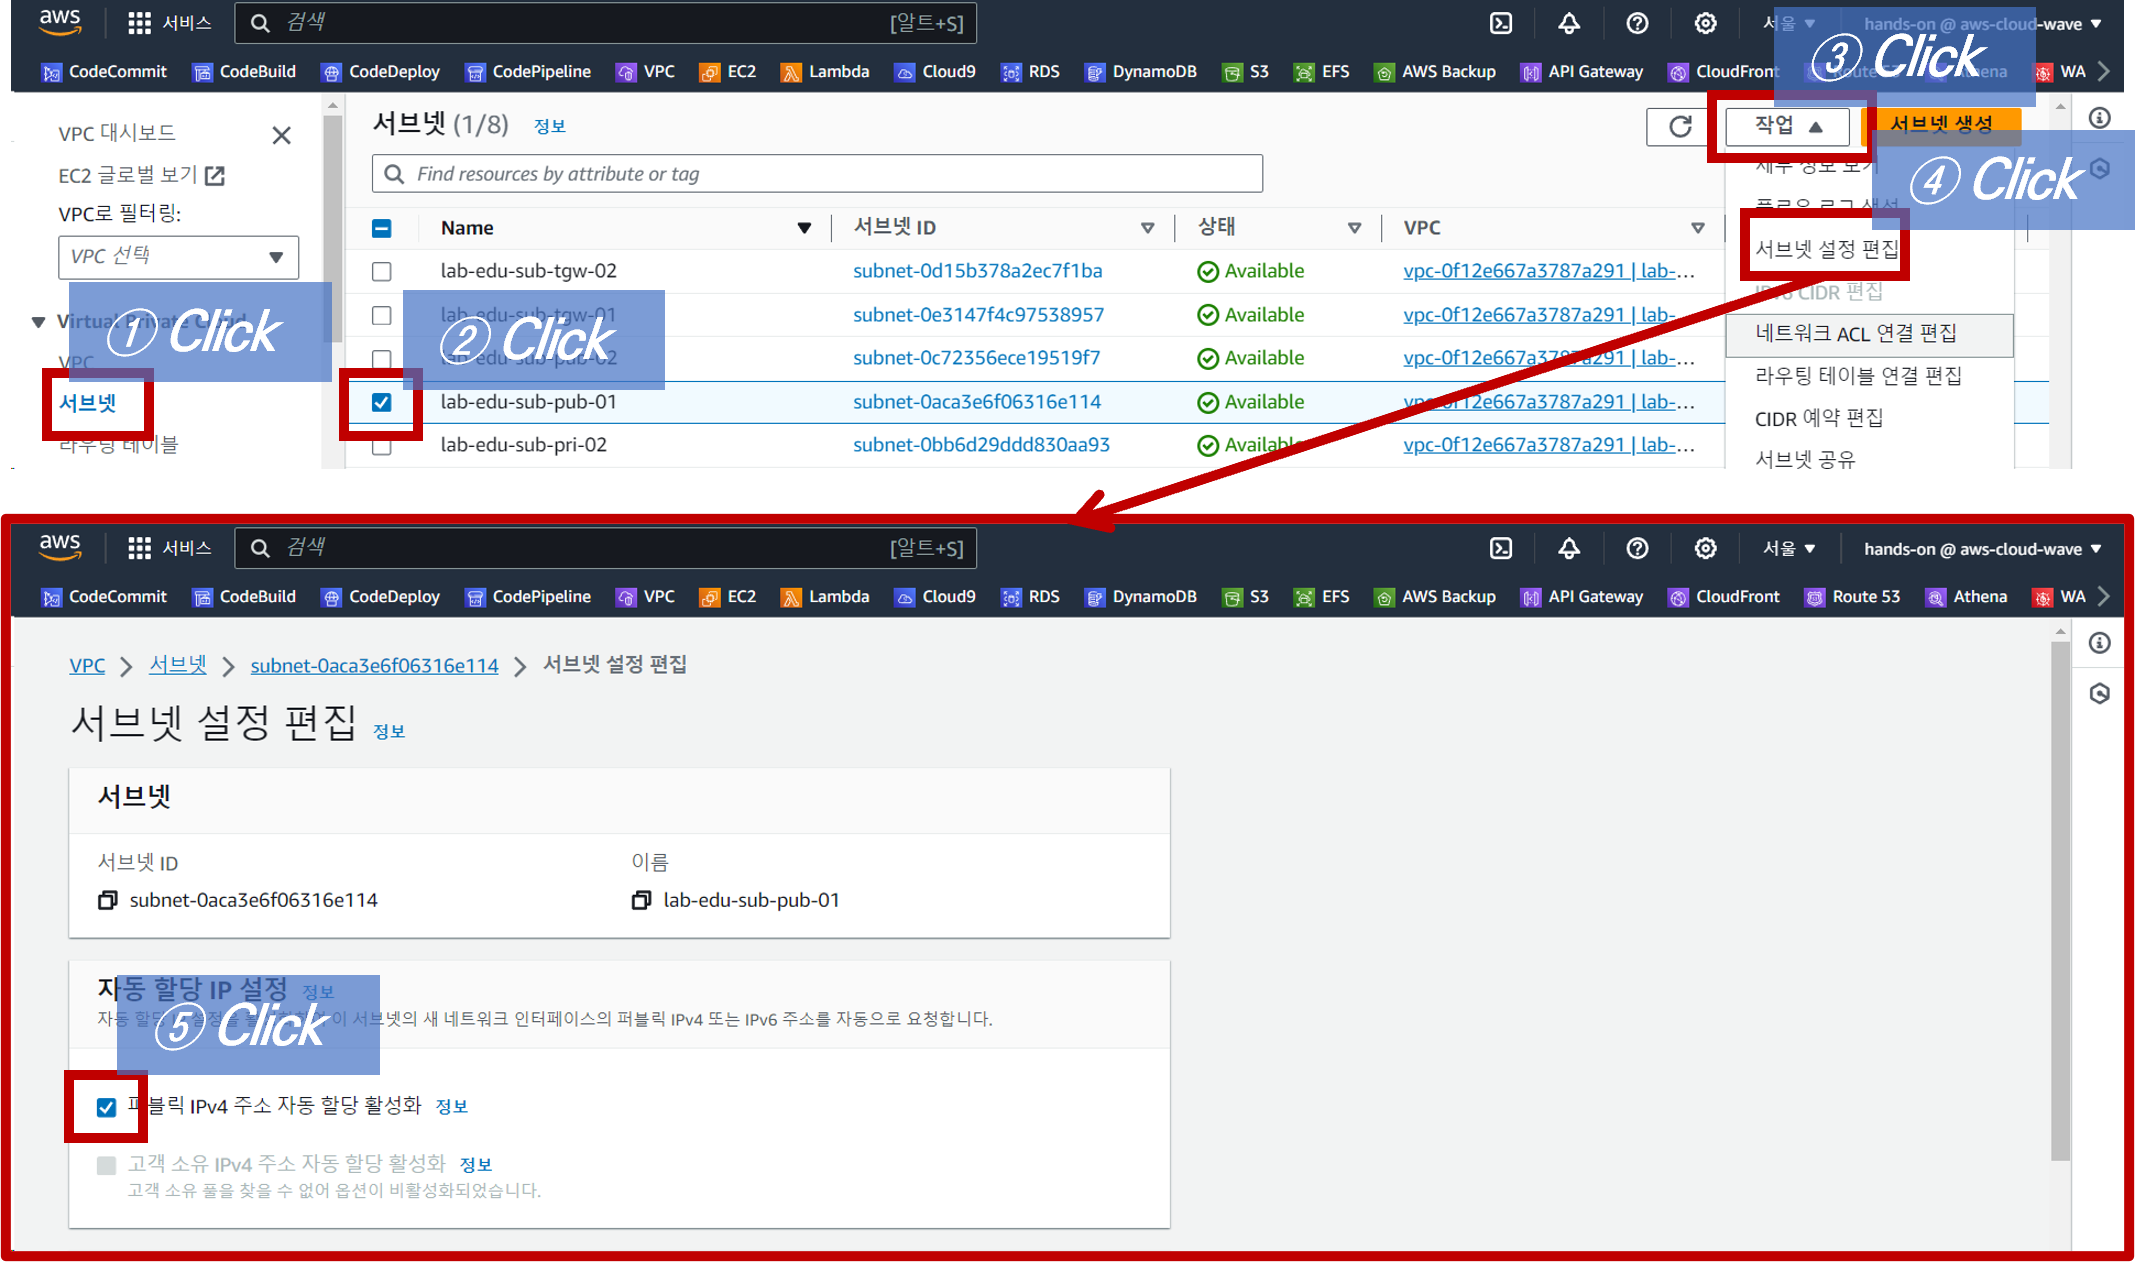 aws 서비스 검색 [알트+S] 서울 hands-on @ aws-cloud-wave
CodeCommit CodeBuild CodeDeploy CodePipeline VPC EC2 Lambda Cloud9 RDS DynamoDB S3 EFS AWS Backup API Gateway CloudFront Route 53 Athena WA
③ Click
VPC 대시보드
EC2 글로벌 보기
VPC로 필터링:
VPC 선택
Virtual Private Cloud
① Click
VPC
서브넷
라우팅 테이블
서브넷 (1/8) 정보
작업 서브넷 생성
Find resources by attribute or tag
④ Click
Name 서브넷 ID 상태 VPC
lab-edu-sub-tgw-02 subnet-0d15b378a2ec7f1ba Available vpc-0f12e667a3787a291 | lab-...
lab-edu-sub-tgw-01 subnet-0e3147f4c97538957 Available vpc-0f12e667a3787a291 | lab-...
② Click
lab-edu-sub-pub-02 subnet-0c72356ece19519f7 Available vpc-0f12e667a3787a291 | lab-...
lab-edu-sub-pub-01 subnet-0aca3e6f06316e114 Available vpc-0f12e667a3787a291 | lab-...
lab-edu-sub-pri-02 subnet-0bb6d29ddd830aa93 Available vpc-0f12e667a3787a291 | lab-...
세부 정보 보기
플로우 로그 생성
서브넷 설정 편집
IPv6 CIDR 편집
네트워크 ACL 연결 편집
라우팅 테이블 연결 편집
CIDR 예약 편집
서브넷 공유
aws 서비스 검색 [알트+S] 서울 hands-on @ aws-cloud-wave
CodeCommit CodeBuild CodeDeploy CodePipeline VPC EC2 Lambda Cloud9 RDS DynamoDB S3 EFS AWS Backup API Gateway CloudFront Route 53 Athena WA
VPC 서브넷 subnet-0aca3e6f06316e114 서브넷 설정 편집
서브넷 설정 편집 정보
서브넷
서브넷 ID 이름
subnet-0aca3e6f06316e114 lab-edu-sub-pub-01
자동 할당 IP 설정 정보
자동 할당 IP 설정을 활성화하여 이 서브넷의 새 네트워크 인터페이스의 퍼블릭 IPv4 또는 IPv6 주소를 자동으로 요청합니다.
⑤ Click
퍼블릭 IPv4 주소 자동 할당 활성화 정보
고객 소유 IPv4 주소 자동 할당 활성화 정보
고객 소유 풀을 찾을 수 없어 옵션이 비활성화되었습니다.